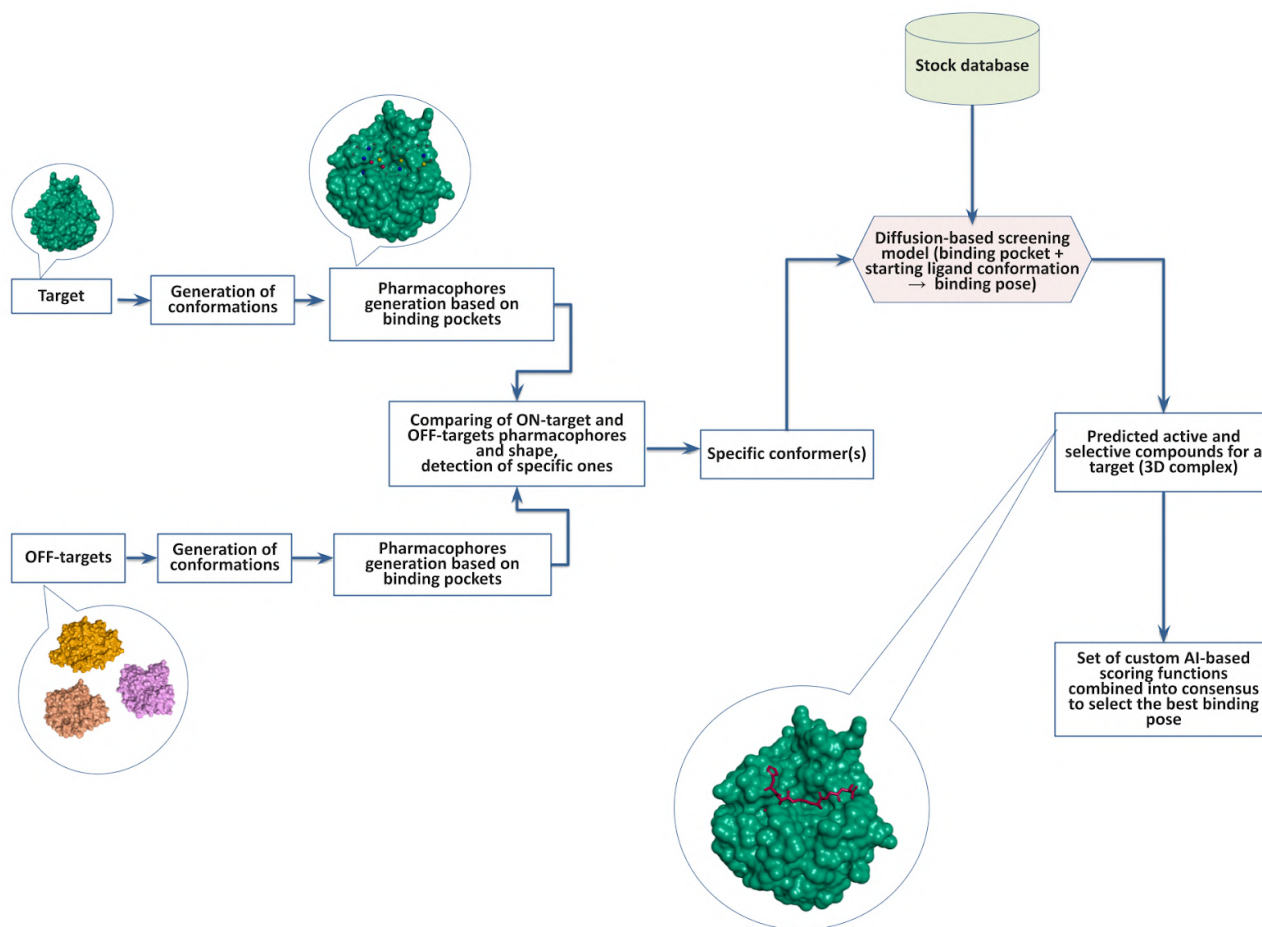 Stock database
Diffusion-based screening
model (binding pocket +
starting ligand conformation
→ binding pose)
Target
Generation of
conformations
Pharmacophores
generation based on
binding pockets
Comparing of ON-target and
OFF-targets pharmacophores
and shape,
detection of specific ones
Specific conformer(s)
Predicted active and
selective compounds for a
target (3D complex)
OFF-targets
Generation of
conformations
Pharmacophores
generation based on
binding pockets
Set of custom AI-based
scoring functions
combined into consensus
to select the best binding
pose